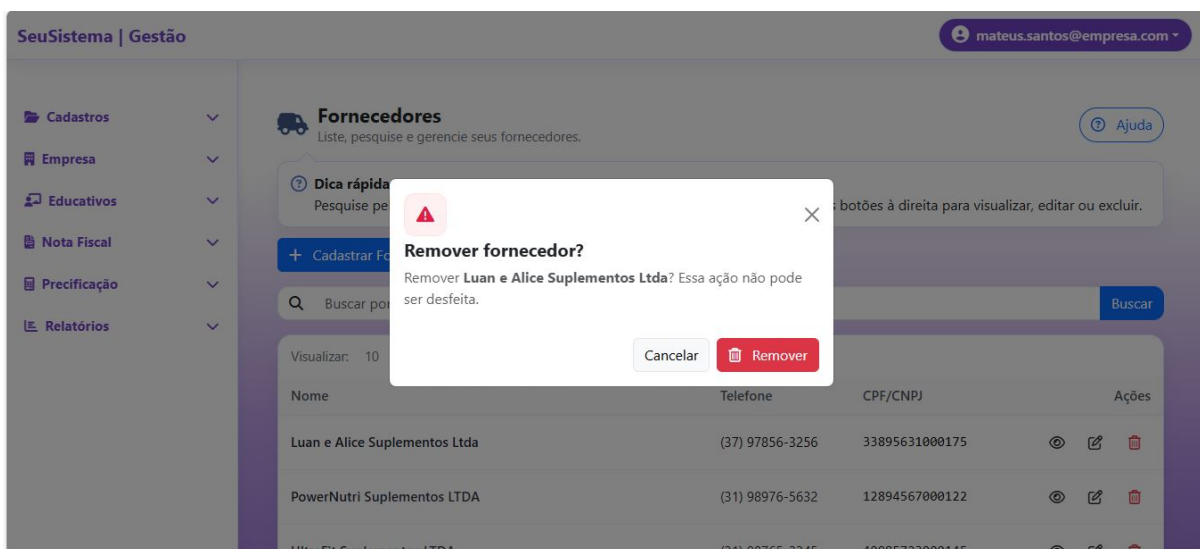 SeuSistema | Gestão
mateus.santos@empresa.com
Cadastros
Empresa
Educativos
Nota Fiscal
Precificação
Relatórios
Fornecedores
Liste, pesquise e gerencie seus fornecedores.
Ajuda
Dica rápida
Pesquise pe
botões à direita para visualizar, editar ou excluir.
Remover fornecedor?
Remover Luan e Alice Suplementos Ltda? Essa ação não pode
ser desfeita.
Cancelar
Remover
+ Cadastrar Fo
Buscar por
Buscar
Visualizar: 10
Nome Telefone CPF/CNPJ Ações
Luan e Alice Suplementos Ltda (37) 97856-3256 33895631000175
PowerNutri Suplementos LTDA (31) 98976-5632 12894567000122